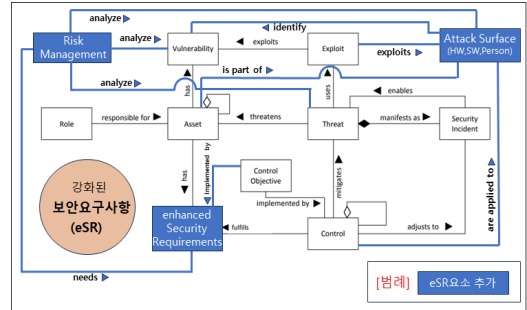 analyze
identify
Risk
Management
analyze
Vulnerability
exploits
Exploit
exploits
Attack Surface
(HW,SW,Person)
analyze
is part of
has
uses
enables
Role
responsible for
Asset
threatens
Threat
manifests as
Security
Incident
강화된
보안요구사항
(eSR)
has
Implemented by
Control
Objective
mitigates
are applied to
enhanced
Security
Requirements
implemented by
fulfills
Control
adjusts to
needs
[범례]
eSR요소 추가